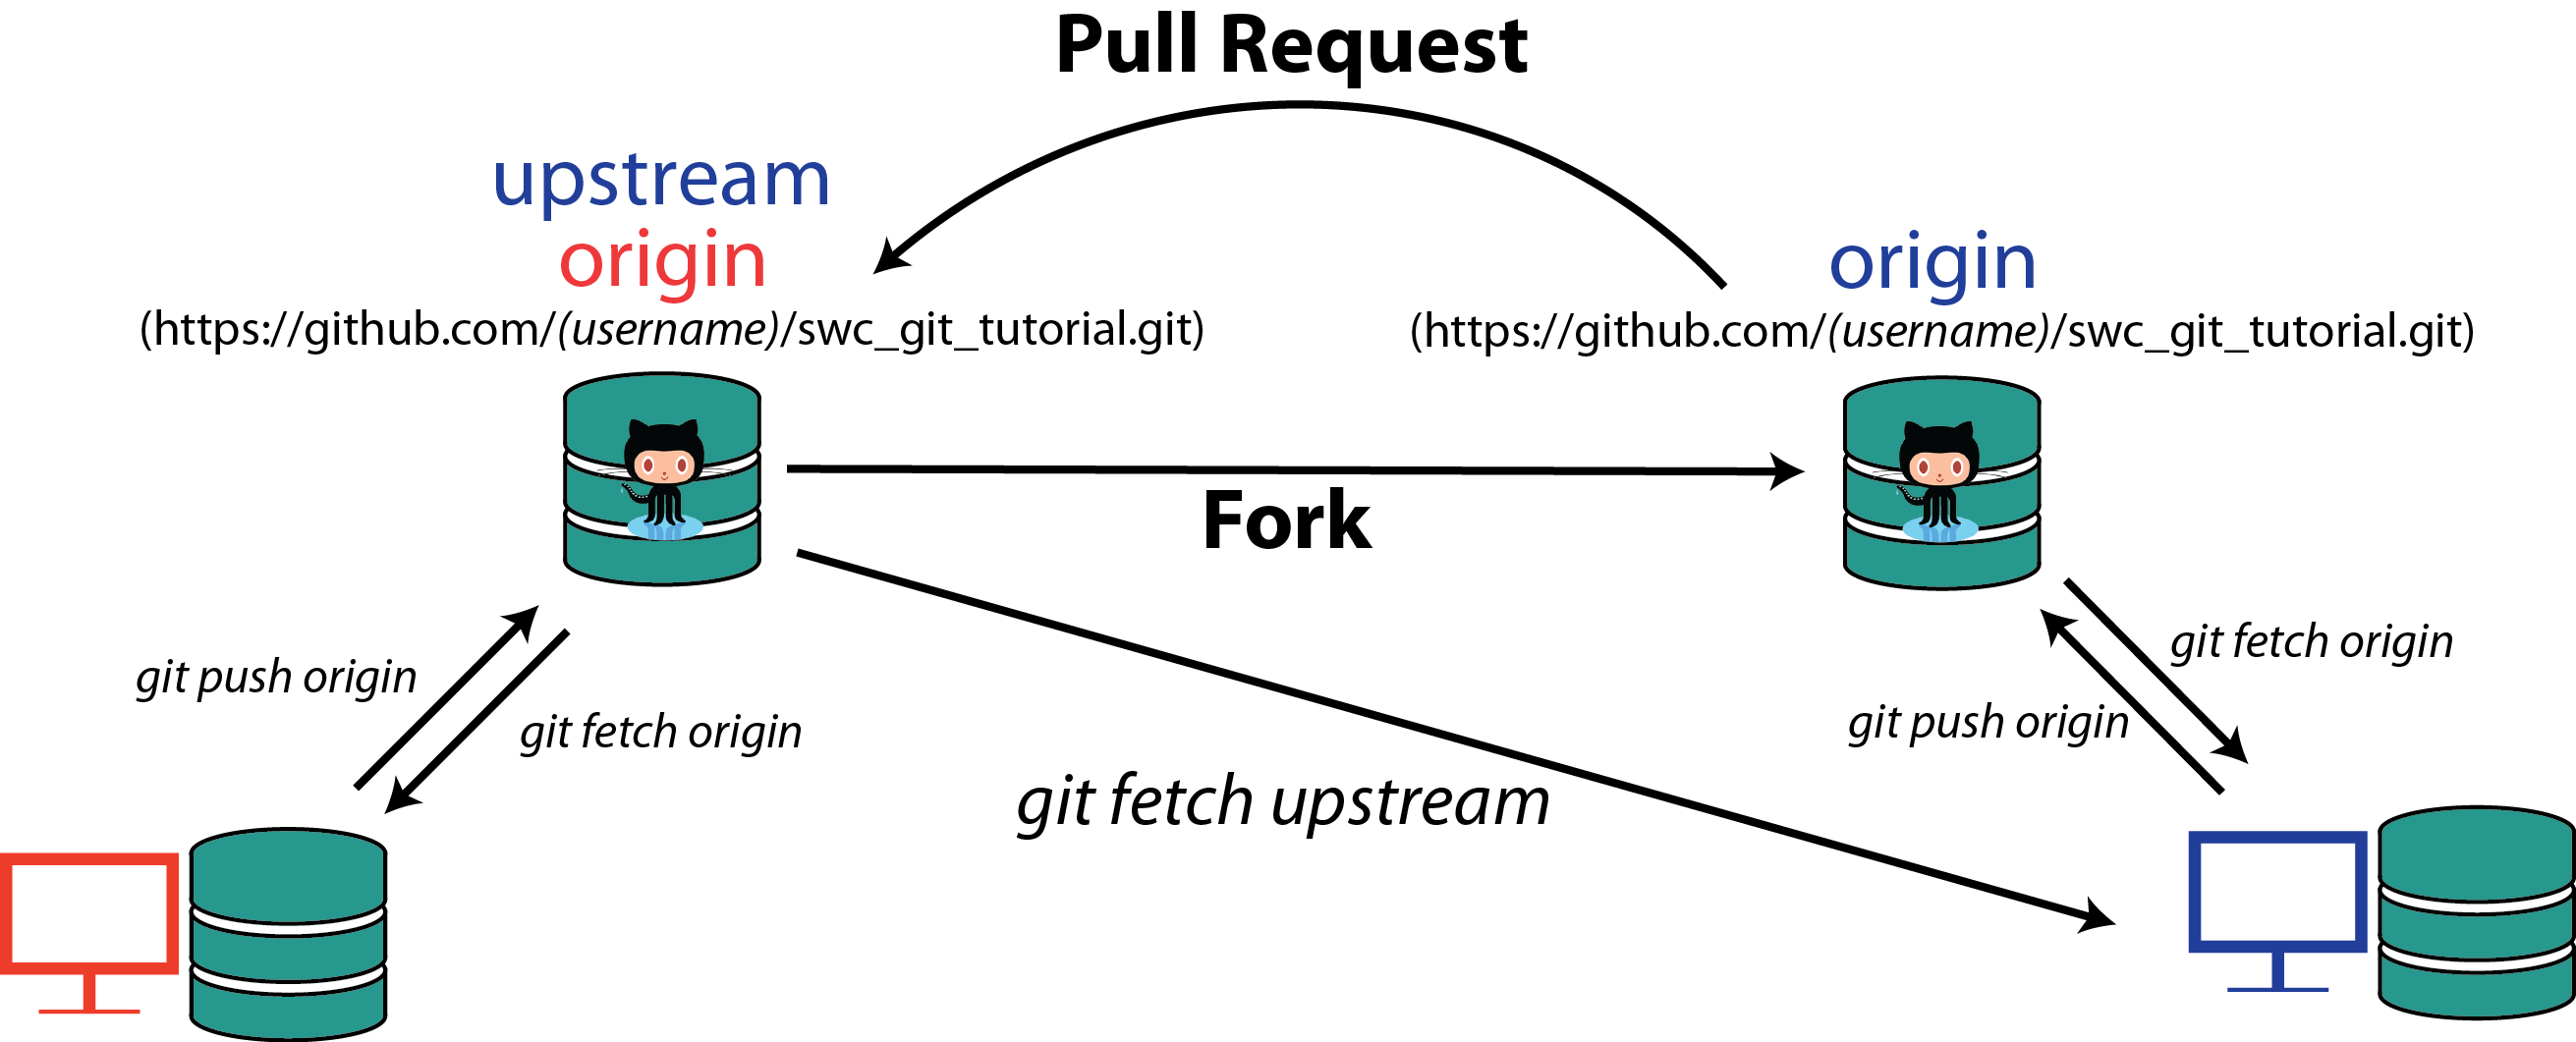 Pull Request
upstream
origin
(https://github.com/(username)/swc_git_tutorial.git)
origin
(https://github.com/(username)/swc_git_tutorial.git)
Fork
git push origin
git fetch origin
git fetch upstream
git fetch origin
git push origin